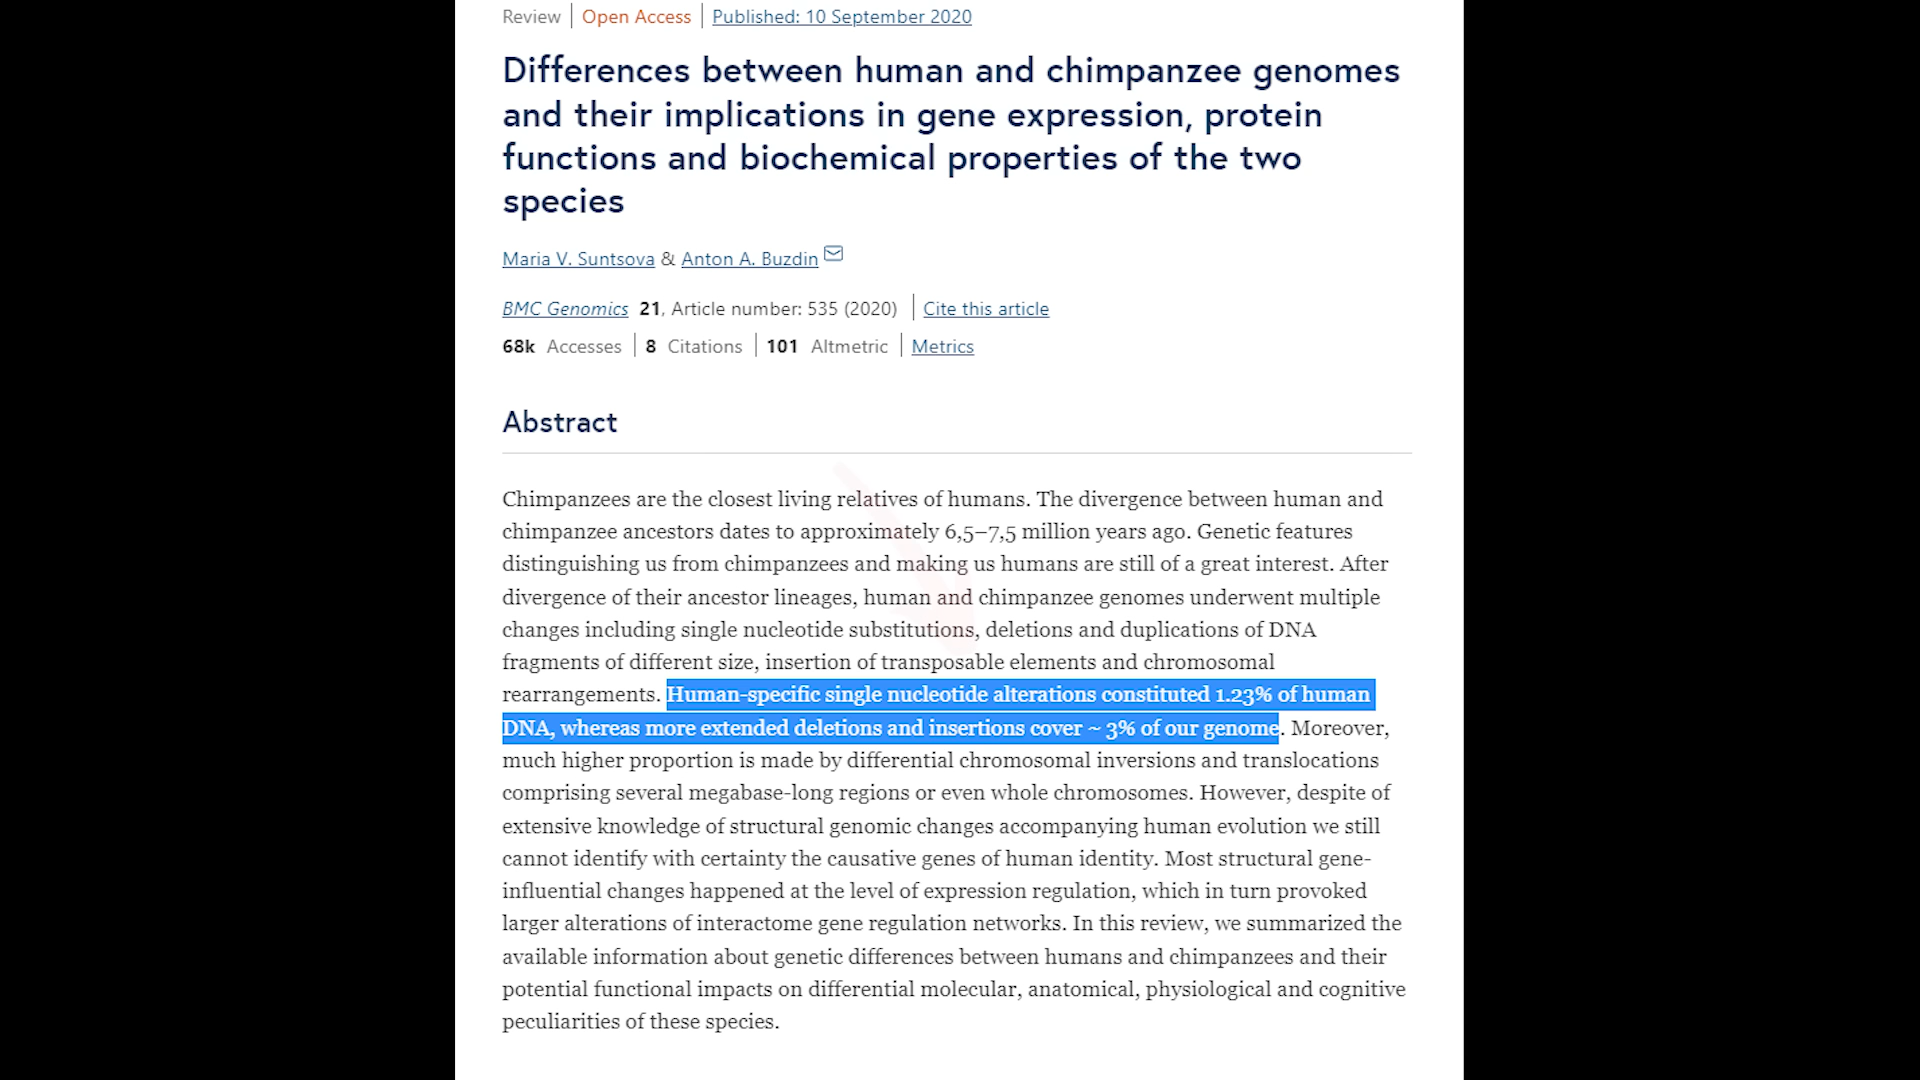 Review | Open Access | Published: 10 September 2020
Differences between human and chimpanzee genomes
and their implications in gene expression, protein
functions and biochemical properties of the two
species
Maria V. Suntsova & Anton A. Buzdin
BMC Genomics 21, Article number: 535 (2020) | Cite this article
68k Accesses | 8 Citations | 101 Altmetric | Metrics
Abstract
Chimpanzees are the closest living relatives of humans. The divergence between human and
chimpanzee ancestors dates to approximately 6,5–7,5 million years ago. Genetic features
distinguishing us from chimpanzees and making us humans are still of a great interest. After
divergence of their ancestor lineages, human and chimpanzee genomes underwent multiple
changes including single nucleotide substitutions, deletions and duplications of DNA
fragments of different size, insertion of transposable elements and chromosomal
rearrangements. Human-specific single nucleotide alterations constituted 1.23% of human
DNA, whereas more extended deletions and insertions cover ~ 3% of our genome. Moreover,
much higher proportion is made by differential chromosomal inversions and translocations
comprising several megabase-long regions or even whole chromosomes. However, despite of
extensive knowledge of structural genomic changes accompanying human evolution we still
cannot identify with certainty the causative genes of human identity. Most structural gene-
influential changes happened at the level of expression regulation, which in turn provoked
larger alterations of interactome gene regulation networks. In this review, we summarized the
available information about genetic differences between humans and chimpanzees and their
potential functional impacts on differential molecular, anatomical, physiological and cognitive
peculiarities of these species.